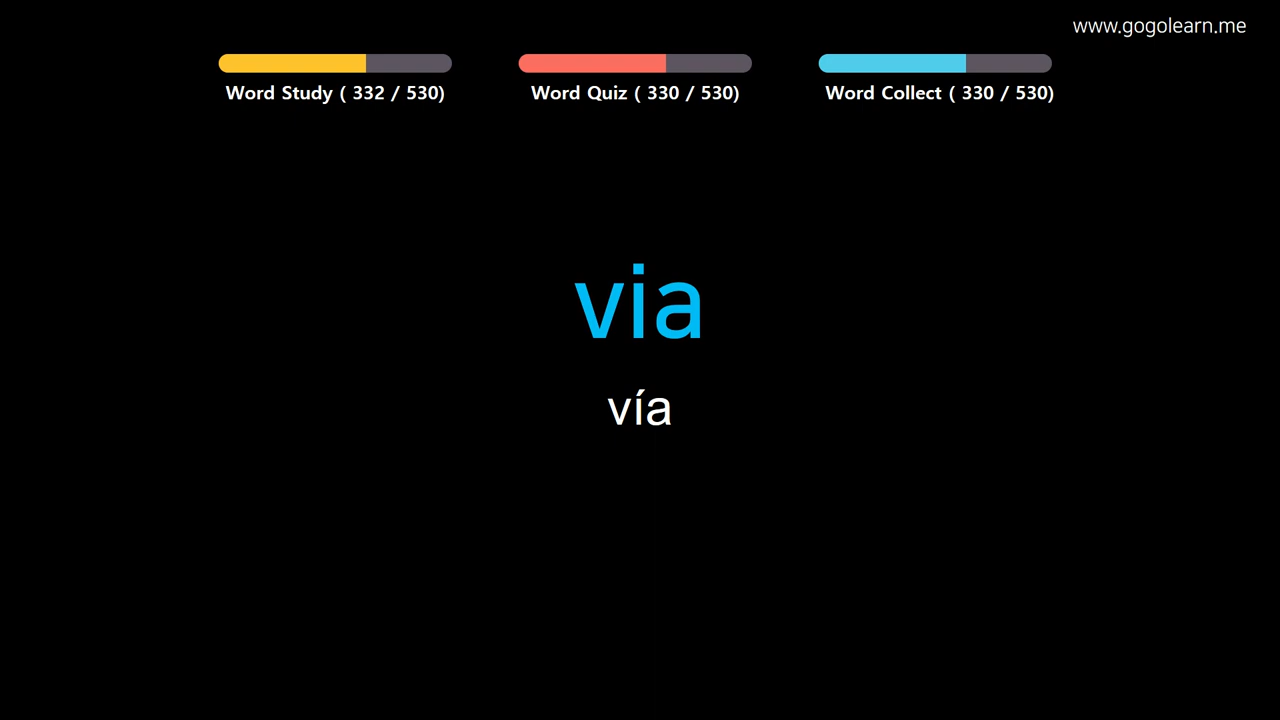 www.gogolearn.me
Word Study ( 332 / 530)
Word Quiz ( 330 / 530)
Word Collect ( 330 / 530)
via
vía